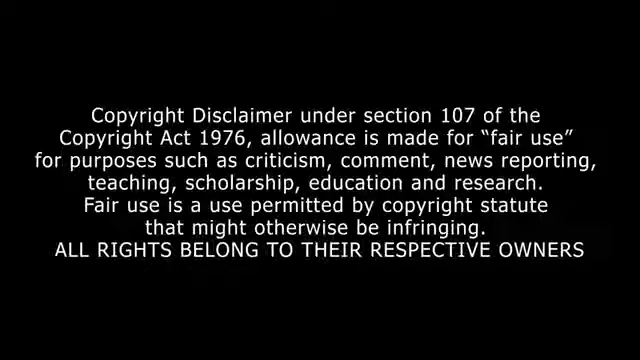 Copyright Disclaimer under section 107 of the
Copyright Act 1976, allowance is made for “fair use”
for purposes such as criticism, comment, news reporting,
teaching, scholarship, education and research.
Fair use is a use permitted by copyright statute
that might otherwise be infringing.
ALL RIGHTS BELONG TO THEIR RESPECTIVE OWNERS